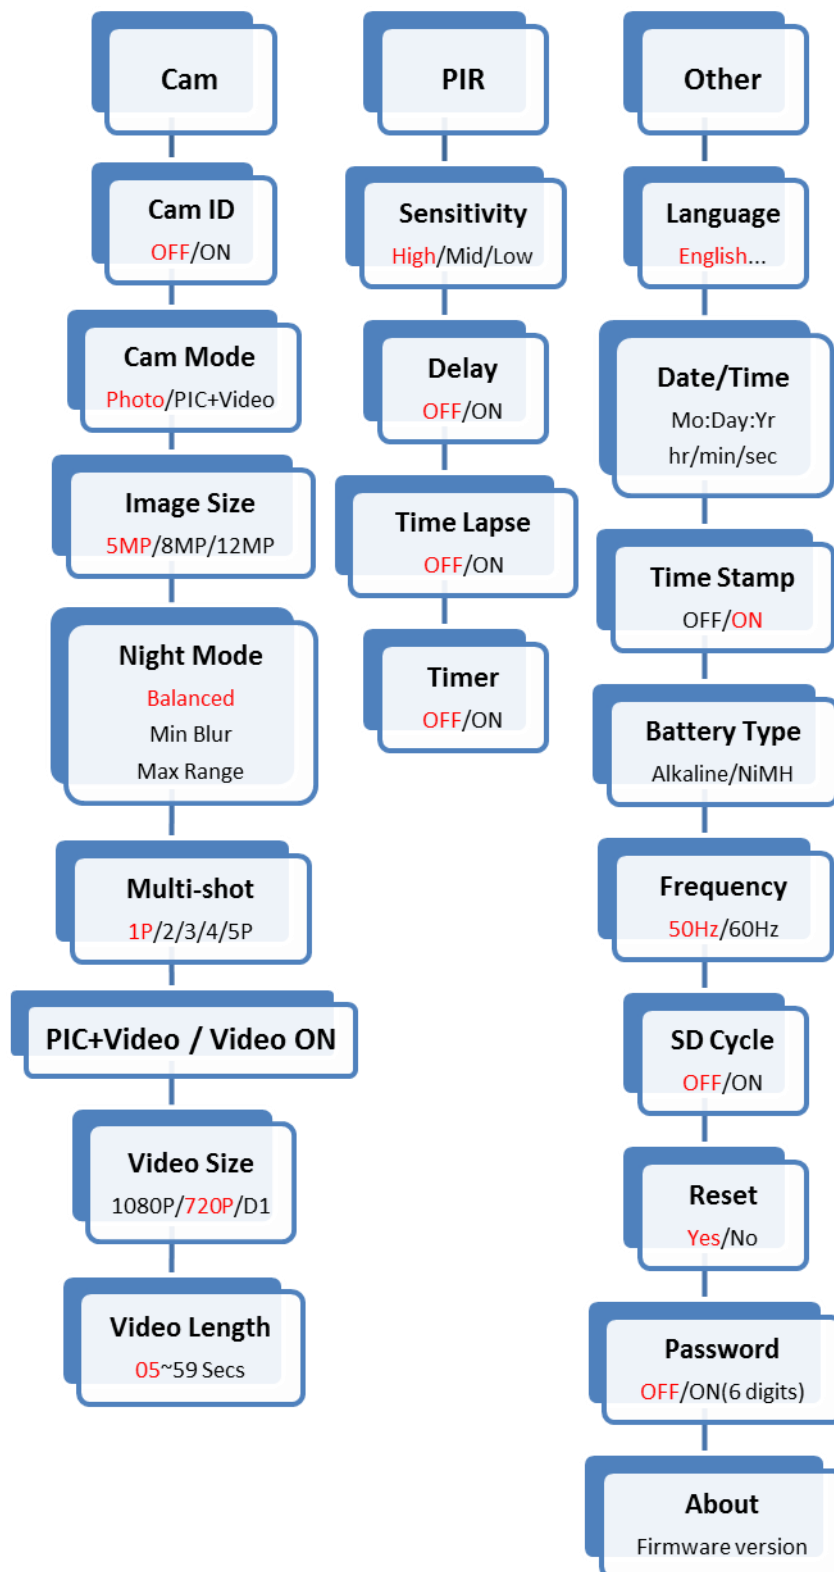 Cam
Cam ID
OFF/ON
Cam Mode
Photo/PIC+Video
Image Size
5MP/8MP/12MP
Night Mode
Balanced
Min Blur
Max Range
Multi-shot
1P/2/3/4/5P
PIC+Video / Video ON
Video Size
1080P/720P/D1
Video Length
05~59 Secs
PIR
Sensitivity
High/Mid/Low
Delay
OFF/ON
Time Lapse
OFF/ON
Timer
OFF/ON
Other
Language
English...
Date/Time
Mo:Day:Yr
hr/min/sec
Time Stamp
OFF/ON
Battery Type
Alkaline/NiMH
Frequency
50Hz/60Hz
SD Cycle
OFF/ON
Reset
Yes/No
Password
OFF/ON(6 digits)
About
Firmware version